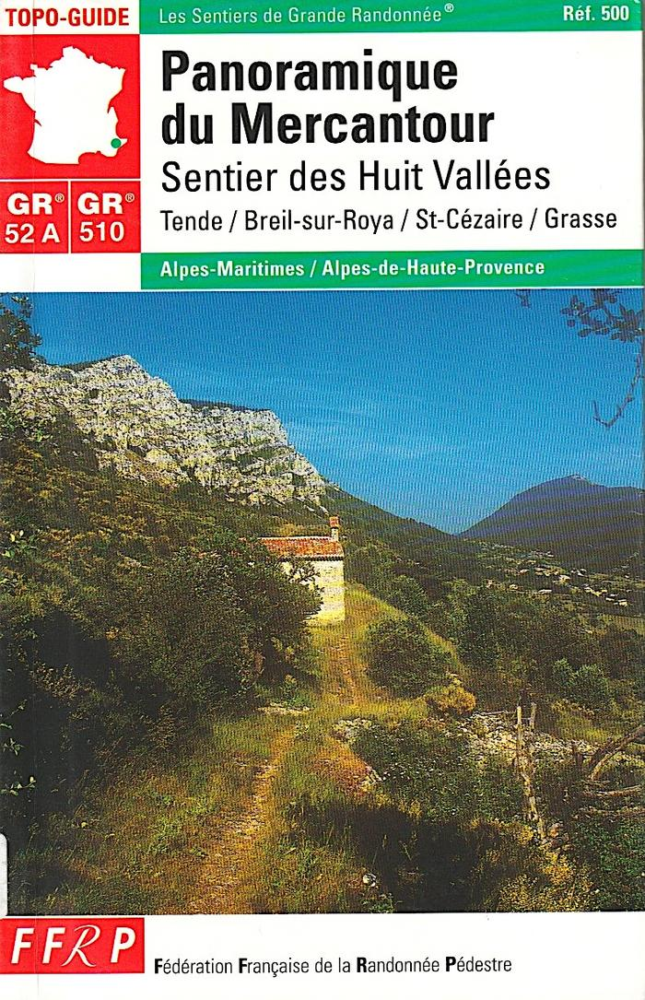 TOPO-GUIDE
Les Sentiers de Grande Randonnée®
Réf. 500
Panoramique
du Mercantour
Sentier des Huit Vallées
Tende / Breil-sur-Roya / St-Cézaire / Grasse
GR®
52 A
GR®
510
Alpes-Maritimes / Alpes-de-Haute-Provence
FFRP
Fédération Française de la Randonnée Pédestre